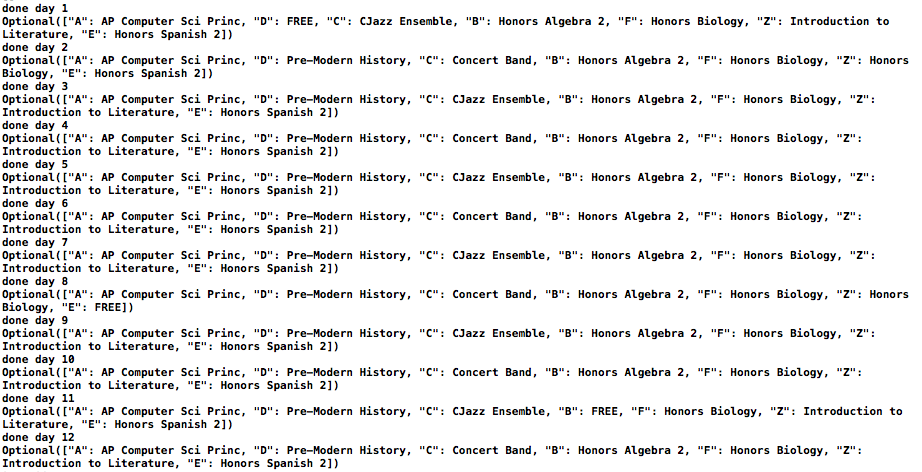 done day 1
Optional(["A": AP Computer Sci Princ, "D": FREE, "C": CJazz Ensemble, "B": Honors Algebra 2, "F": Honors Biology, "Z": Introduction to
Literature, "E": Honors Spanish 2])
done day 2
Optional(["A": AP Computer Sci Princ, "D": Pre-Modern History, "C": Concert Band, "B": Honors Algebra 2, "F": Honors Biology, "Z": Honors
Biology, "E": Honors Spanish 2])
done day 3
Optional(["A": AP Computer Sci Princ, "D": Pre-Modern History, "C": CJazz Ensemble, "B": Honors Algebra 2, "F": Honors Biology, "Z":
Introduction to Literature, "E": Honors Spanish 2])
done day 4
Optional(["A": AP Computer Sci Princ, "D": Pre-Modern History, "C": Concert Band, "B": Honors Algebra 2, "F": Honors Biology, "Z":
Introduction to Literature, "E": Honors Spanish 2])
done day 5
Optional(["A": AP Computer Sci Princ, "D": Pre-Modern History, "C": CJazz Ensemble, "B": Honors Algebra 2, "F": Honors Biology, "Z":
Introduction to Literature, "E": Honors Spanish 2])
done day 6
Optional(["A": AP Computer Sci Princ, "D": Pre-Modern History, "C": Concert Band, "B": Honors Algebra 2, "F": Honors Biology, "Z":
Introduction to Literature, "E": Honors Spanish 2])
done day 7
Optional(["A": AP Computer Sci Princ, "D": Pre-Modern History, "C": CJazz Ensemble, "B": Honors Algebra 2, "F": Honors Biology, "Z":
Introduction to Literature, "E": Honors Spanish 2])
done day 8
Optional(["A": AP Computer Sci Princ, "D": Pre-Modern History, "C": Concert Band, "B": Honors Algebra 2, "F": Honors Biology, "Z": Honors
Biology, "E": FREE])
done day 9
Optional(["A": AP Computer Sci Princ, "D": Pre-Modern History, "C": CJazz Ensemble, "B": Honors Algebra 2, "F": Honors Biology, "Z":
Introduction to Literature, "E": Honors Spanish 2])
done day 10
Optional(["A": AP Computer Sci Princ, "D": Pre-Modern History, "C": Concert Band, "B": Honors Algebra 2, "F": Honors Biology, "Z":
Introduction to Literature, "E": Honors Spanish 2])
done day 11
Optional(["A": AP Computer Sci Princ, "D": Pre-Modern History, "C": CJazz Ensemble, "B": FREE, "F": Honors Biology, "Z": Introduction to
Literature, "E": Honors Spanish 2])
done day 12
Optional(["A": AP Computer Sci Princ, "D": Pre-Modern History, "C": Concert Band, "B": Honors Algebra 2, "F": Honors Biology, "Z":
Introduction to Literature, "E": Honors Spanish 2])